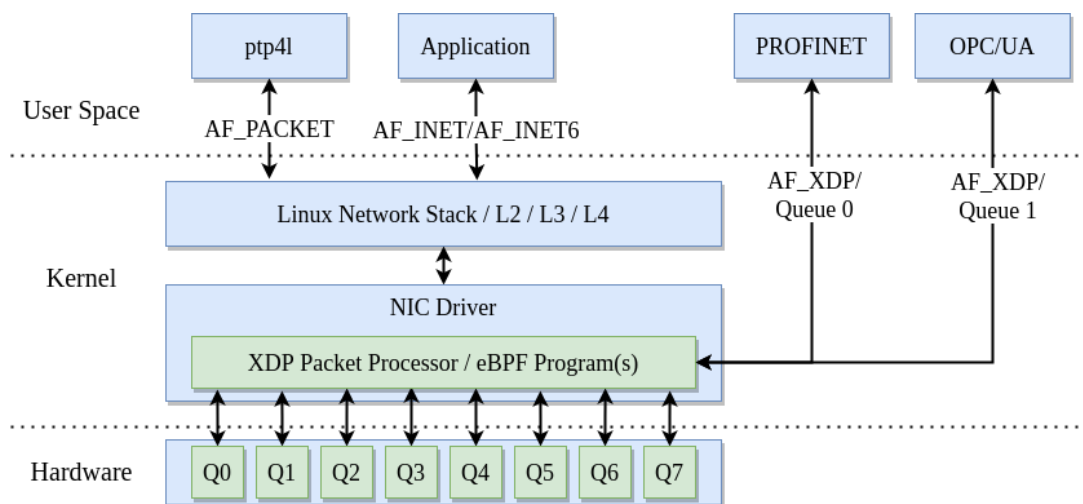 ptp4l
Application
PROFINET
OPC/UA
User Space
AF_PACKET
AF_INET/AF_INET6
AF_XDP/
Queue 0
AF_XDP/
Queue 1
Linux Network Stack / L2 / L3 / L4
Kernel
NIC Driver
XDP Packet Processor / eBPF Program(s)
Hardware
Q0
Q1
Q2
Q3
Q4
Q5
Q6
Q7